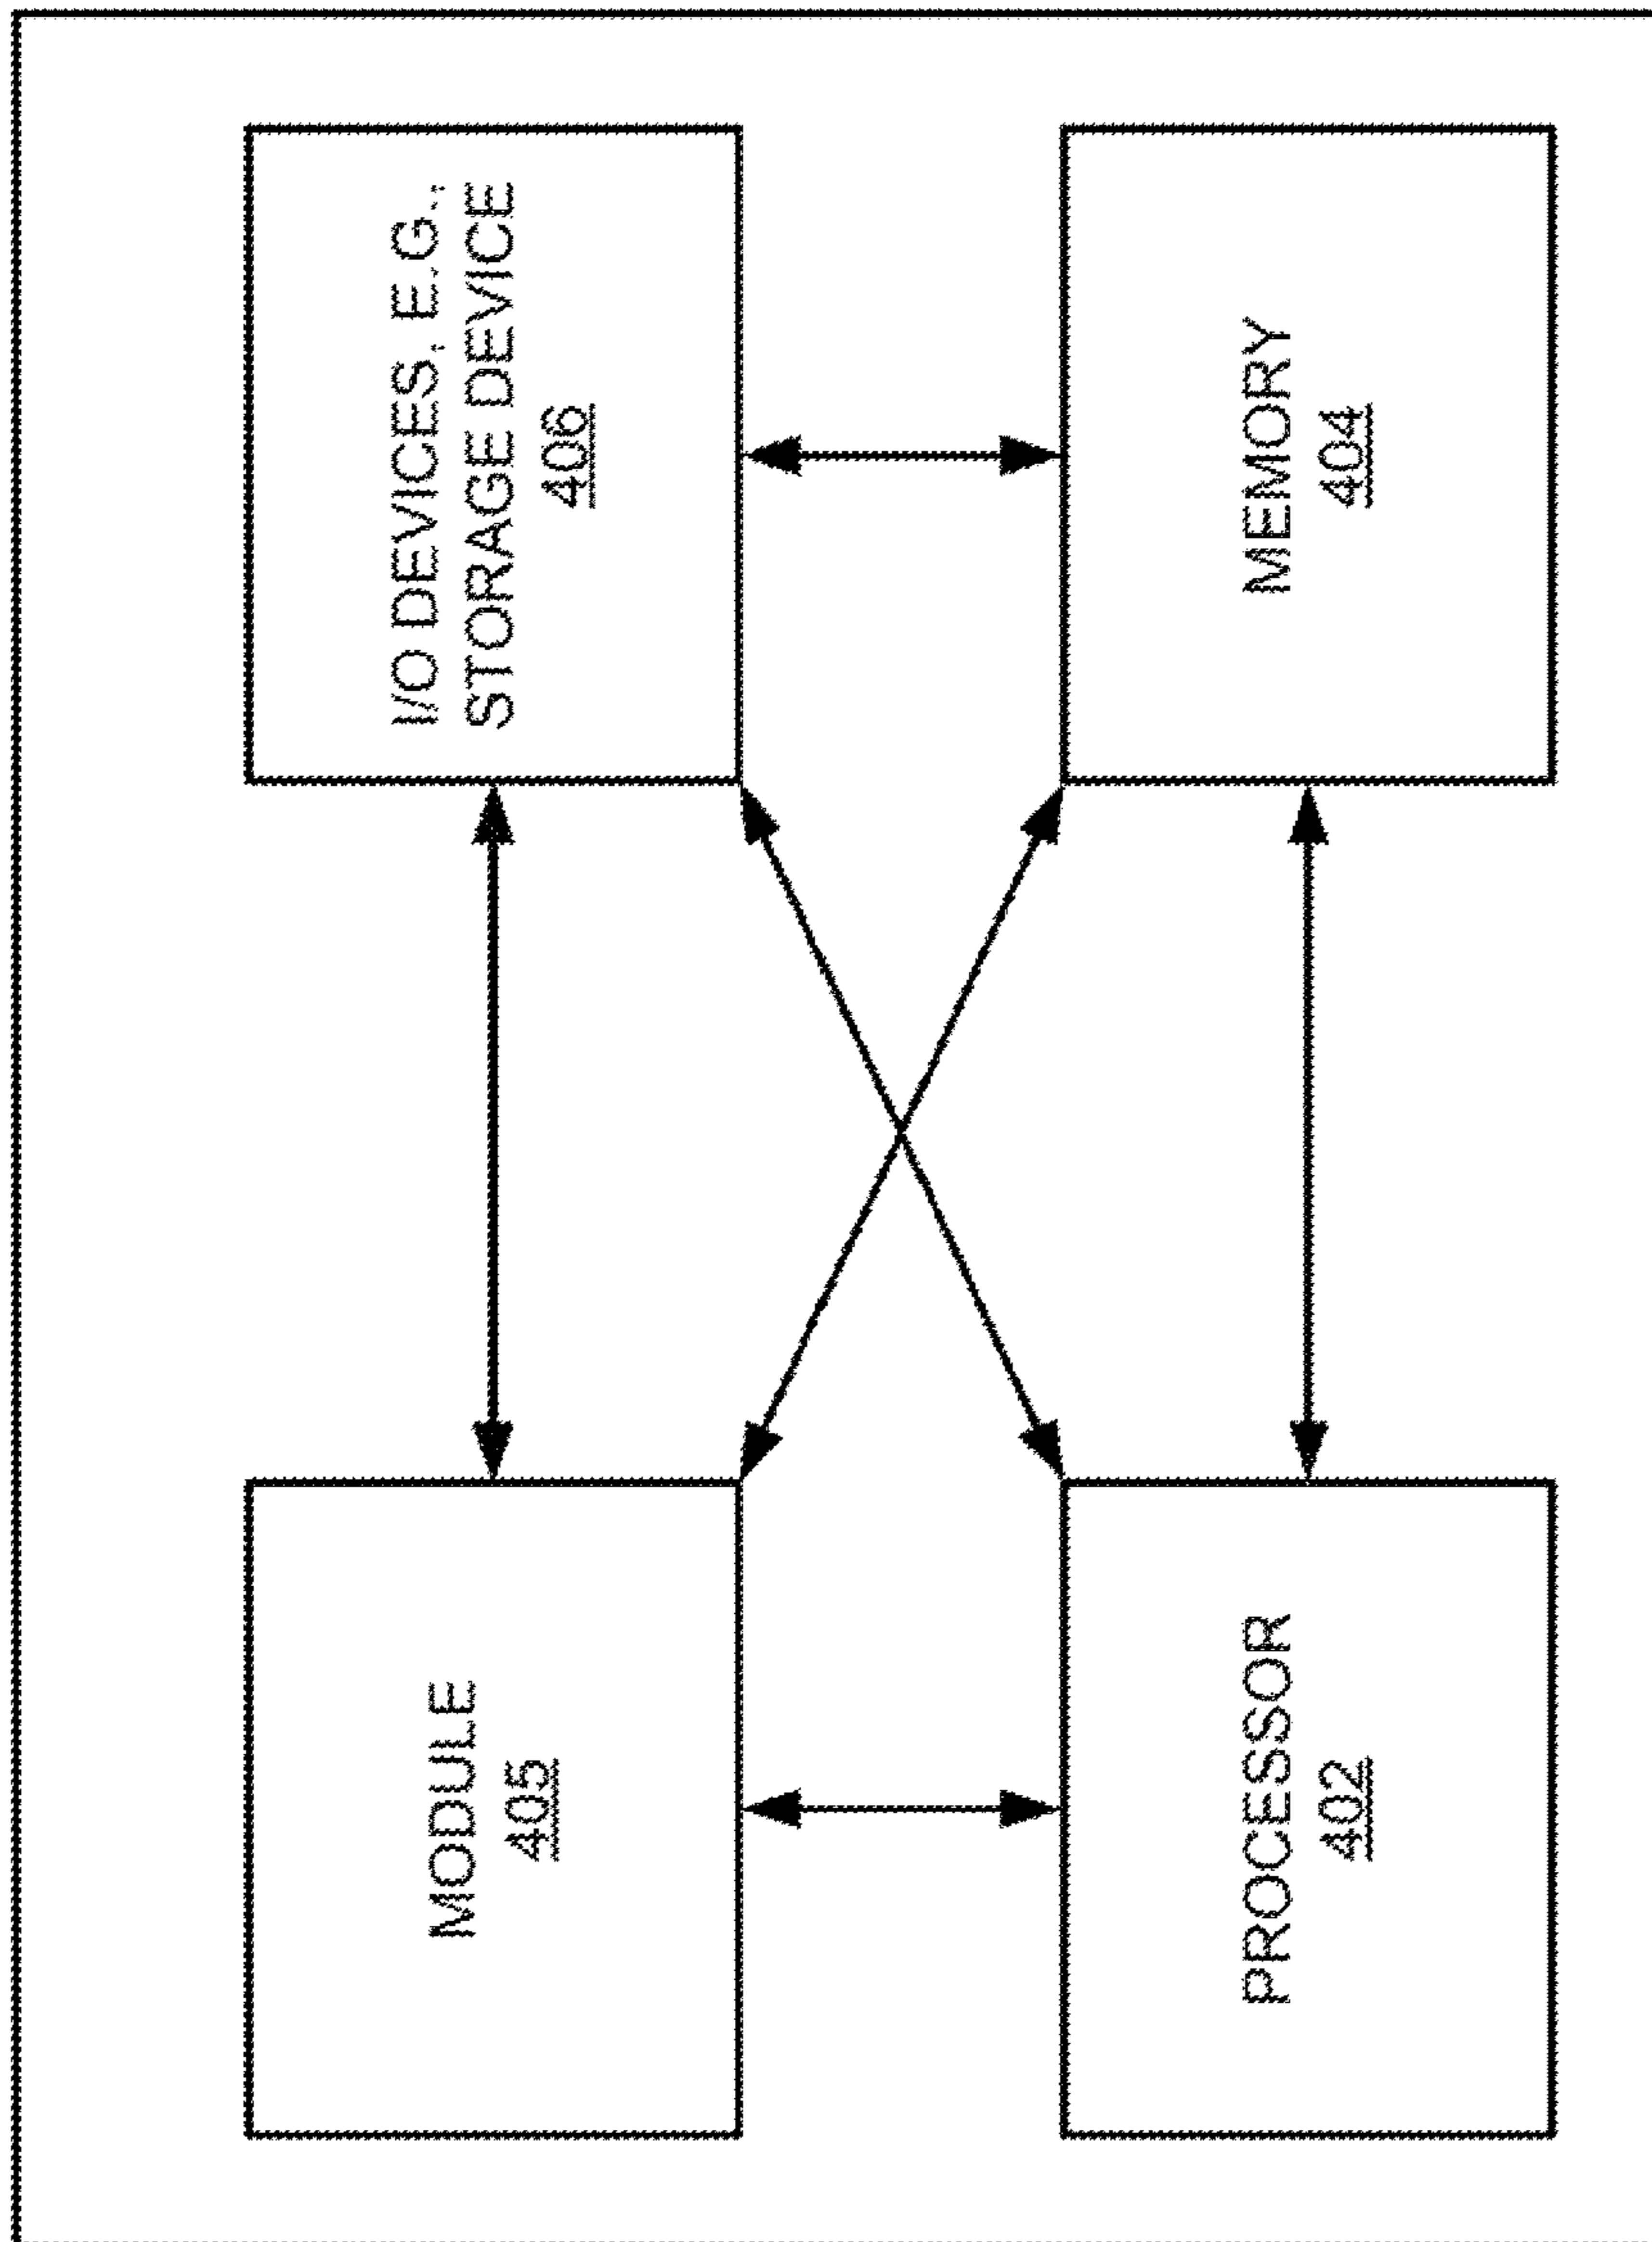 MODULE
405
I/O DEVICES, E.G.,
STORAGE DEVICE
406
PROCESSOR
402
MEMORY
404